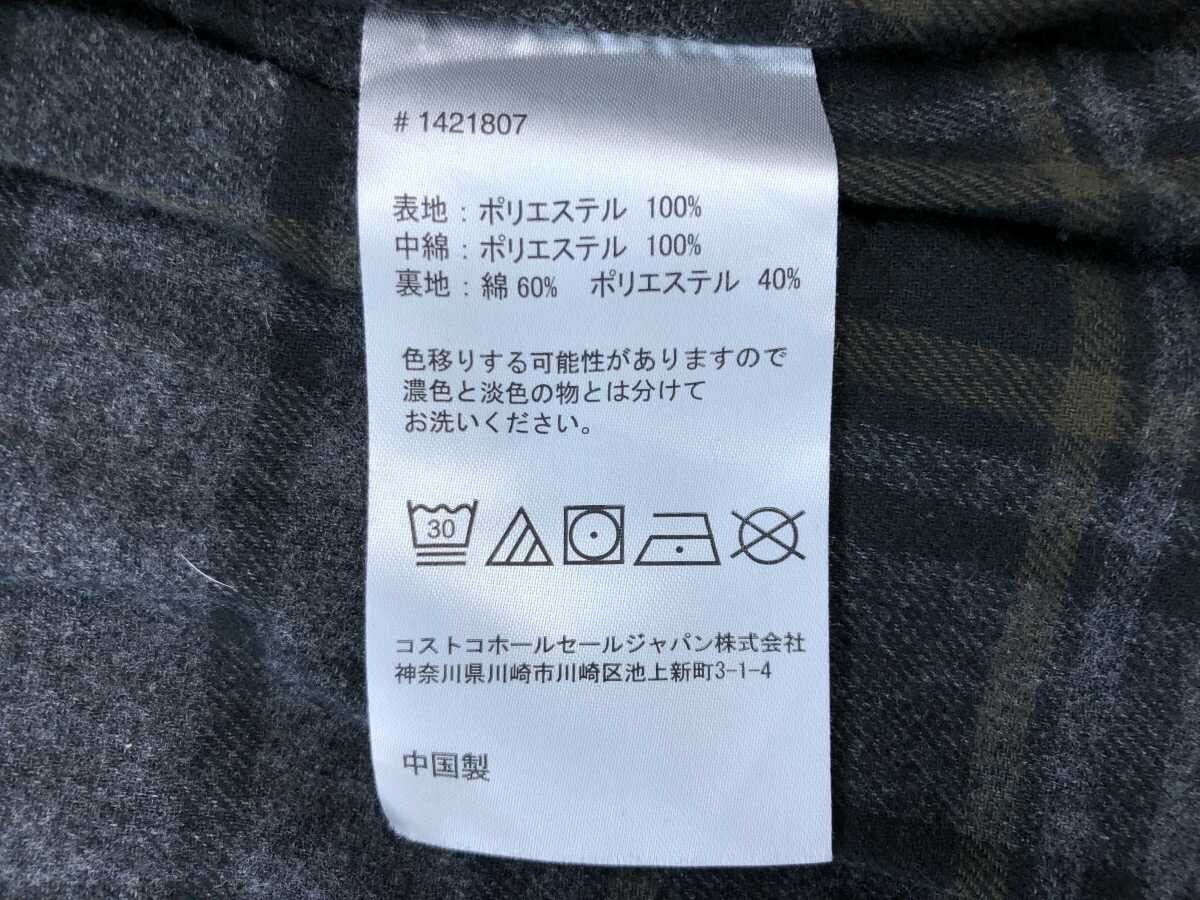 # 1421807
表地 : ポリエステル 100%
中綿 : ポリエステル 100%
裏地 : 綿 60% ポリエステル 40%
色移りする可能性がありますので
濃色と淡色の物とは分けて
お洗いください。
30
コストコホールセールジャパン株式会社
神奈川県川崎市川崎区池上新町3-1-4
中国製